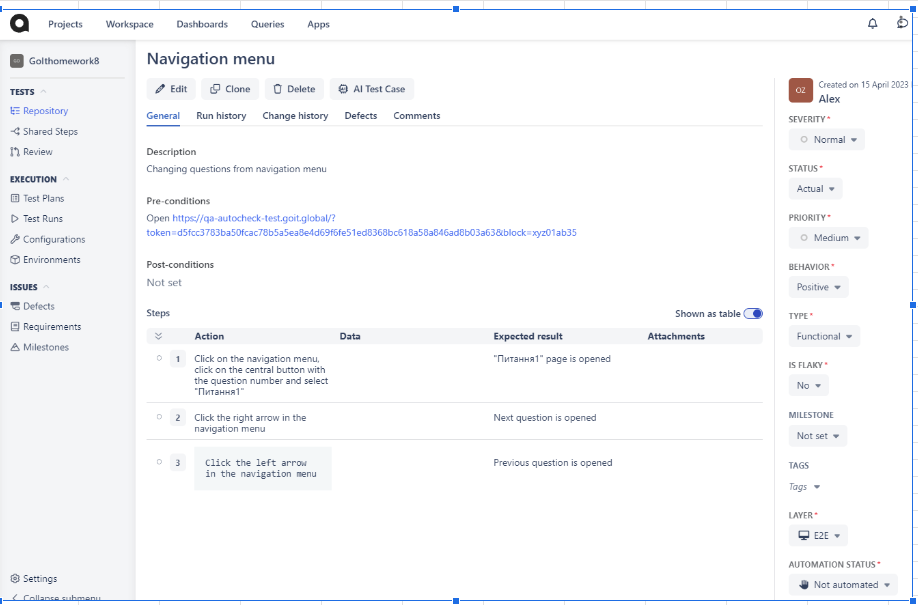 Projects Workspace Dashboards Queries Apps
GoIthomework8
TESTS
Repository
Shared Steps
Review
EXECUTION
Test Plans
Test Runs
Configurations
Environments
ISSUES
Defects
Requirements
Milestones
Settings
Collapse submenu
Navigation menu
Edit Clone Delete AI Test Case
General Run history Change history Defects Comments
Description
Changing questions from navigation menu
Pre-conditions
Open https://qa-autocheck-test.goit.global/?
token=d5fcc3783ba50fcac78b5a5ea8e4d69f6fe51ed8368bc618a58a846ad8b03a63&block=xyz01ab35
Post-conditions
Not set
Steps Shown as table
Action Data Expected result Attachments
1 Click on the navigation menu, "Питання1" page is opened
click on the central button with
the question number and select
"Питання1"
2 Click the right arrow in the Next question is opened
navigation menu
3 Click the left arrow Previous question is opened
in the navigation menu
OZ Created on 15 April 2023
Alex
SEVERITY*
Normal
STATUS*
Actual
PRIORITY*
Medium
BEHAVIOR*
Positive
TYPE*
Functional
IS FLAKY*
No
MILESTONE
Not set
TAGS
Tags
LAYER*
E2E
AUTOMATION STATUS*
Not automated